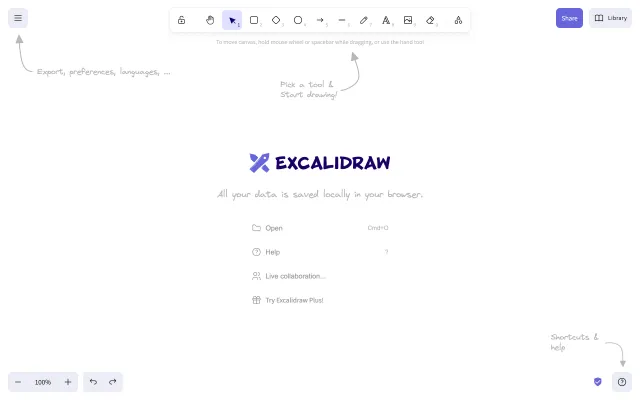 Share
Library
To move canvas, hold mouse wheel or spacebar while dragging, or use the hand tool
Export, preferences, languages, ...
Pick a tool &
Start drawing!
EXCALIDRAW
All your data is saved locally in your browser.
Open Cmd+O
Help ?
Live collaboration...
Try Excalidraw Plus!
Shortcuts &
help
100%